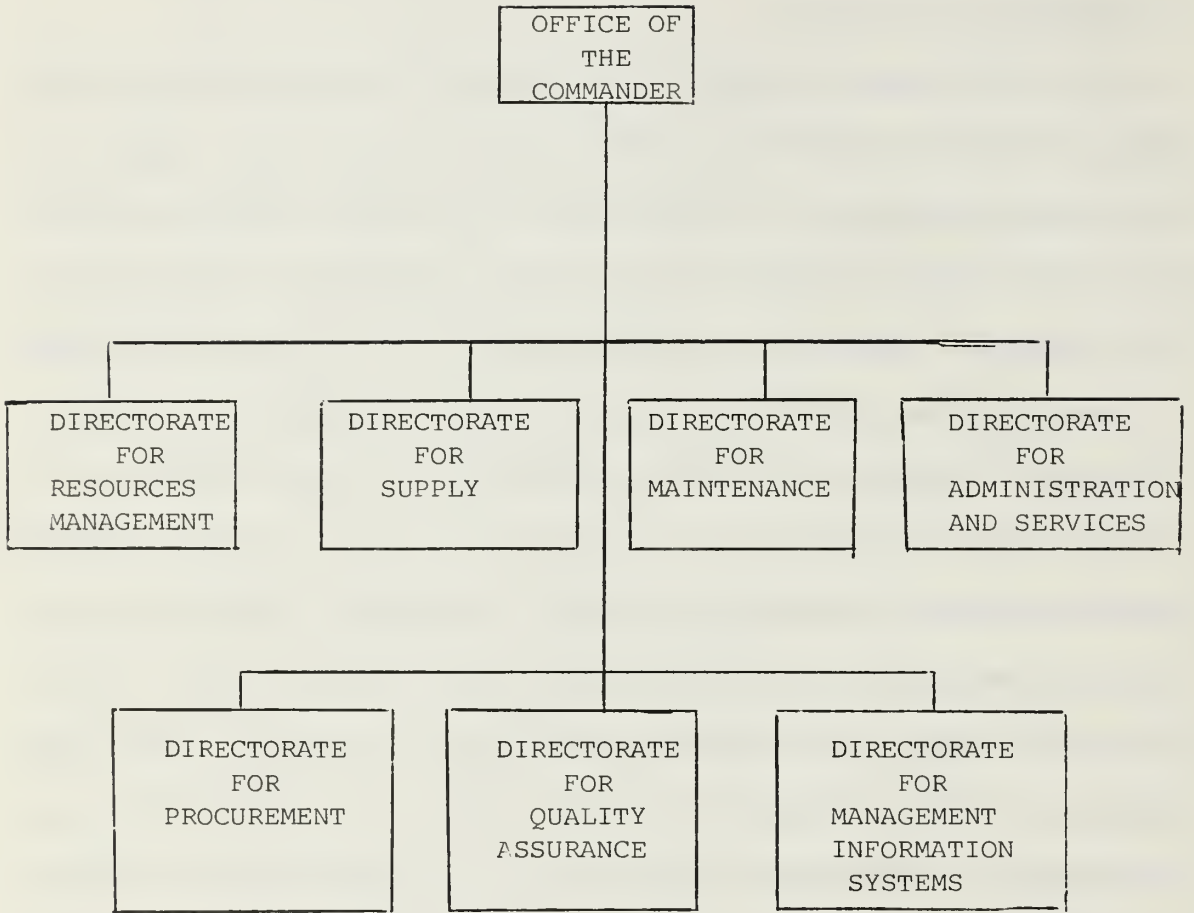 OFFICE OF
THE
COMMANDER
DIRECTORATE
FOR
RESOURCES
MANAGEMENT
DIRECTORATE
FOR
SUPPLY
DIRECTORATE
FOR
MAINTENANCE
DIRECTORATE
FOR
ADMINISTRATION
AND SERVICES
DIRECTORATE
FOR
PROCUREMENT
DIRECTORATE
FOR
QUALITY
ASSURANCE
DIRECTORATE
FOR
MANAGEMENT
INFORMATION
SYSTEMS